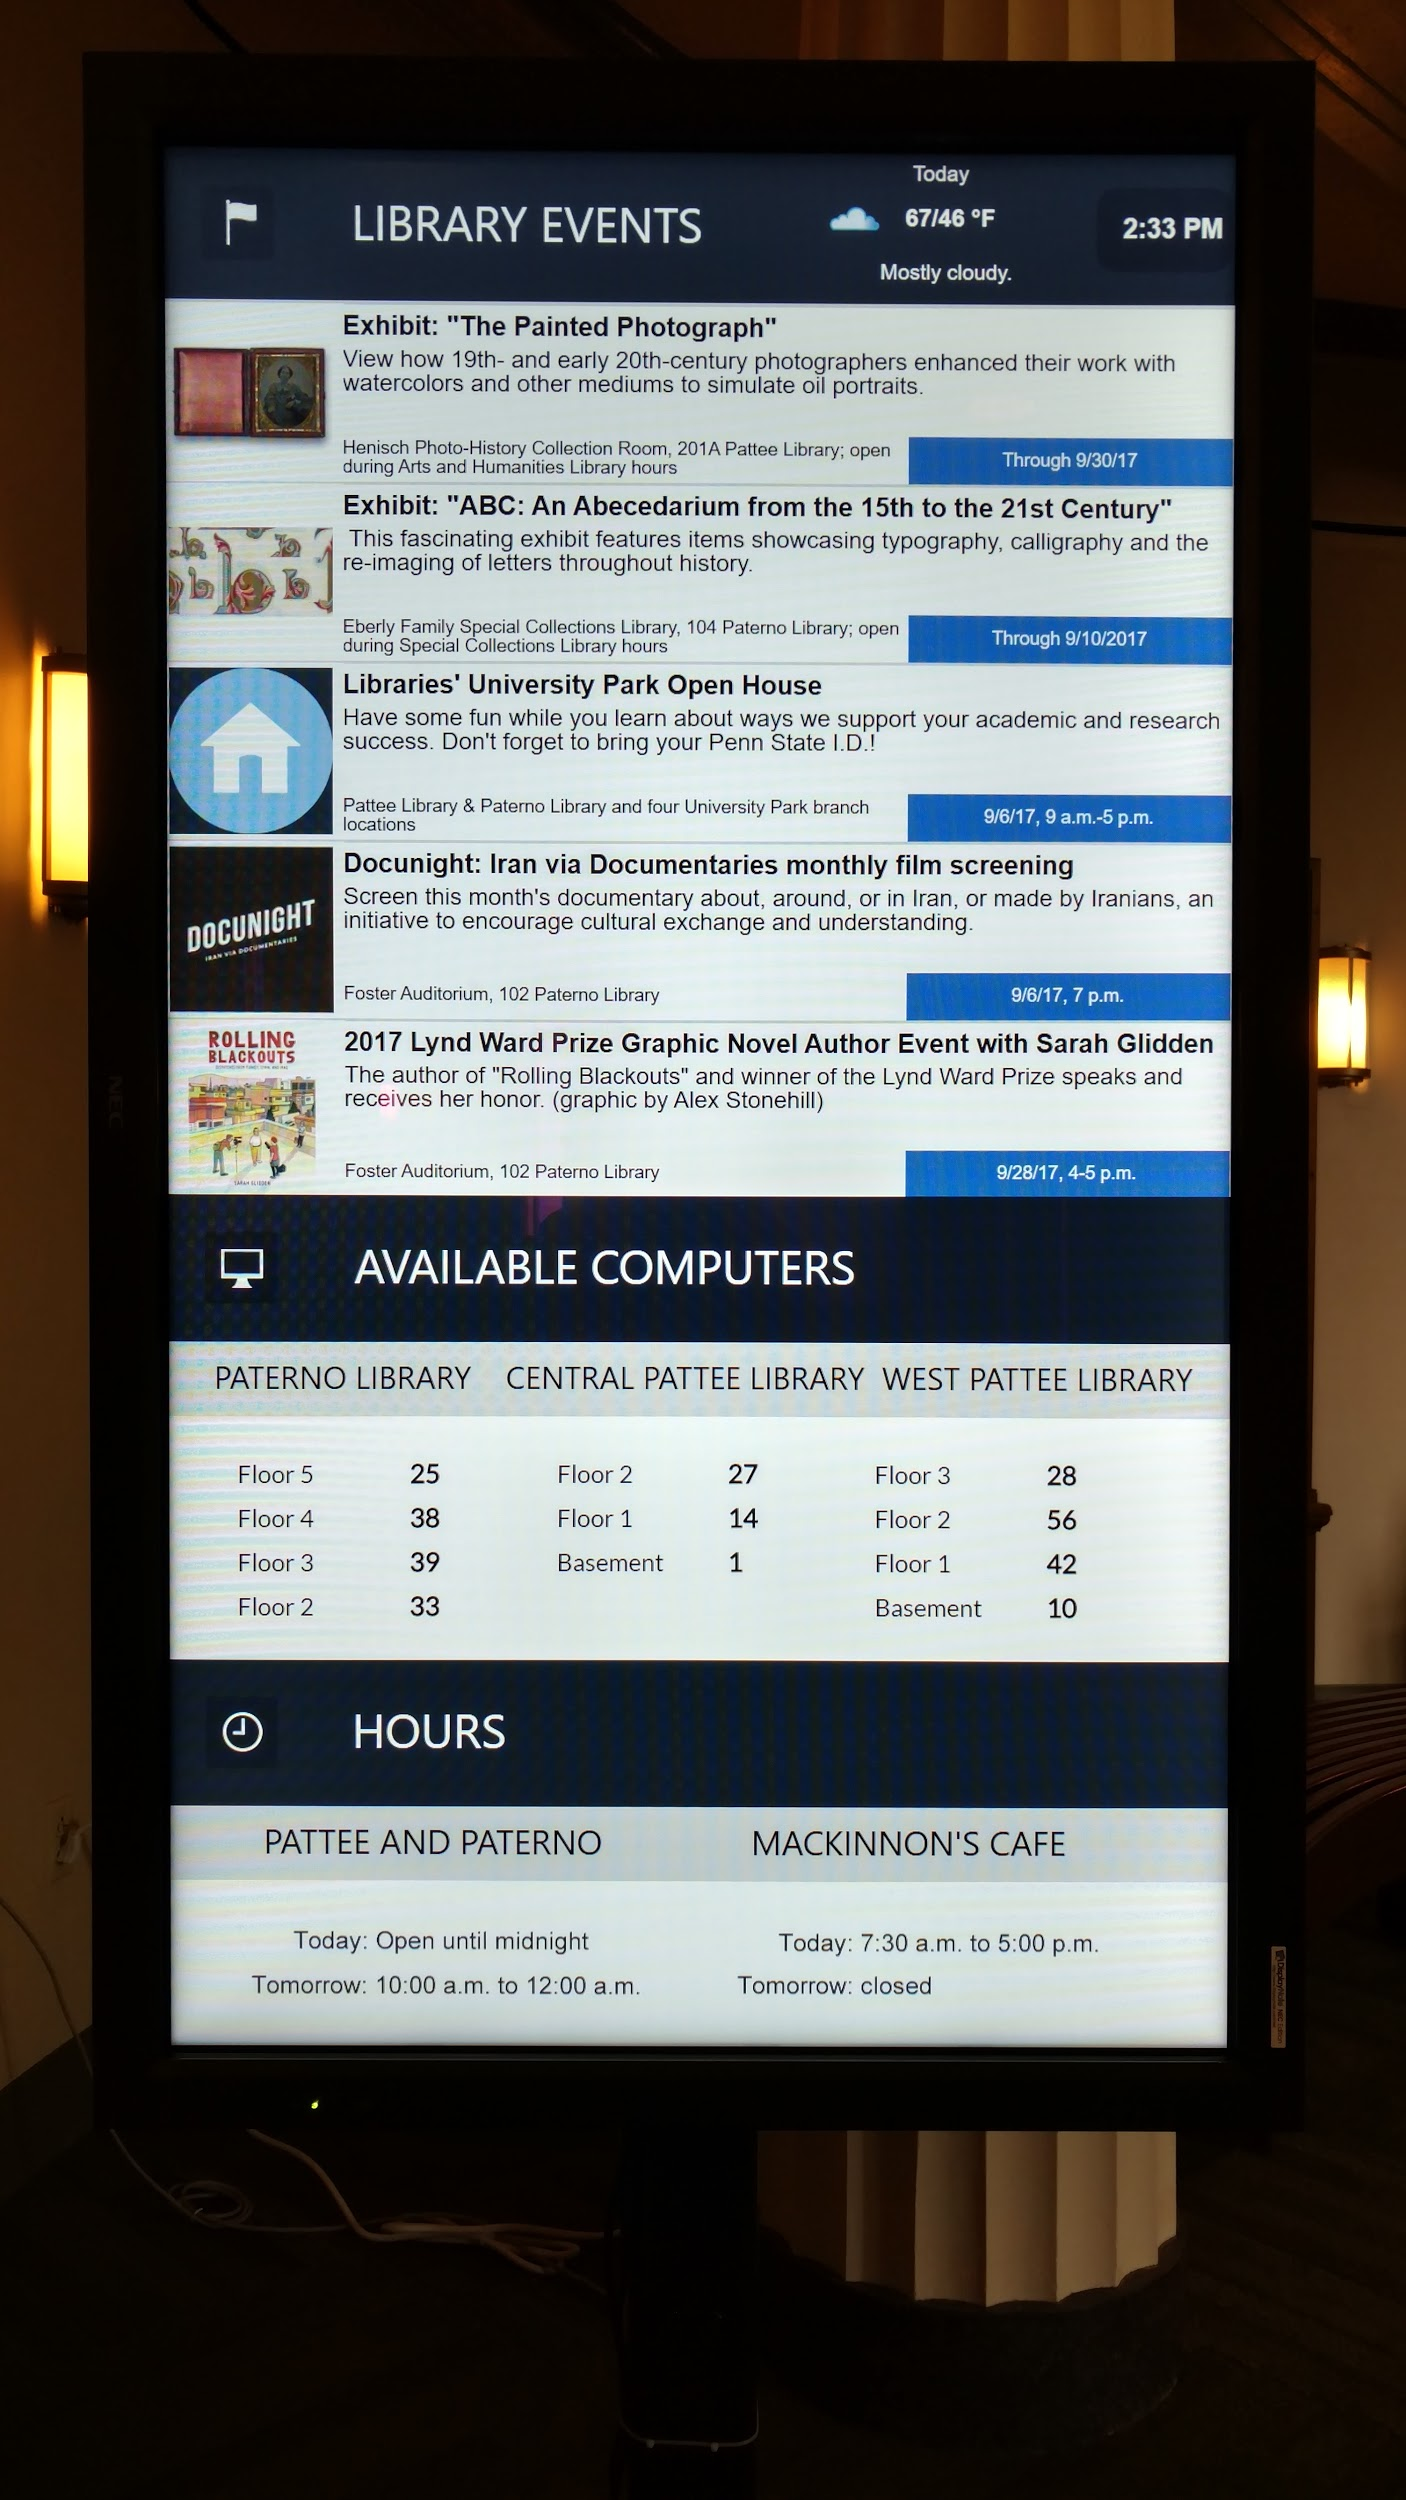 Today
LIBRARY EVENTS
67/46 ºF
2:33 PM
Mostly cloudy.
Exhibit: "The Painted Photograph"
View how 19th- and early 20th-century photographers enhanced their work with
watercolors and other mediums to simulate oil portraits.
Henisch Photo-History Collection Room, 201A Pattee Library; open
during Arts and Humanities Library hours
Through 9/30/17
Exhibit: "ABC: An Abecedarium from the 15th to the 21st Century"
This fascinating exhibit features items showcasing typography, calligraphy and the
re-imaging of letters throughout history.
Eberly Family Special Collections Library, 104 Paterno Library; open
during Special Collections Library hours
Through 9/10/2017
Libraries' University Park Open House
Have some fun while you learn about ways we support your academic and research
success. Don't forget to bring your Penn State I.D.!
Pattee Library & Paterno Library and four University Park branch
locations
9/6/17, 9 a.m.-5 p.m.
DOCUNIGHT
IRAN VIA DOCUMENTARIES
Docunight: Iran via Documentaries monthly film screening
Screen this month's documentary about, around, or in Iran, or made by Iranians, an
initiative to encourage cultural exchange and understanding.
Foster Auditorium, 102 Paterno Library
9/6/17, 7 p.m.
ROLLING
BLACKOUTS
SARAH GLIDDEN
2017 Lynd Ward Prize Graphic Novel Author Event with Sarah Glidden
The author of "Rolling Blackouts" and winner of the Lynd Ward Prize speaks and
receives her honor. (graphic by Alex Stonehill)
Foster Auditorium, 102 Paterno Library
9/28/17, 4-5 p.m.
NEC
AVAILABLE COMPUTERS
PATERNO LIBRARY CENTRAL PATTEE LIBRARY WEST PATTEE LIBRARY
Floor 5 25 Floor 2 27 Floor 3 28
Floor 4 38 Floor 1 14 Floor 2 56
Floor 3 39 Basement 1 Floor 1 42
Floor 2 33 Basement 10
HOURS
PATTEE AND PATERNO MACKINNON'S CAFE
Today: Open until midnight Today: 7:30 a.m. to 5:00 p.m.
Tomorrow: 10:00 a.m. to 12:00 a.m. Tomorrow: closed